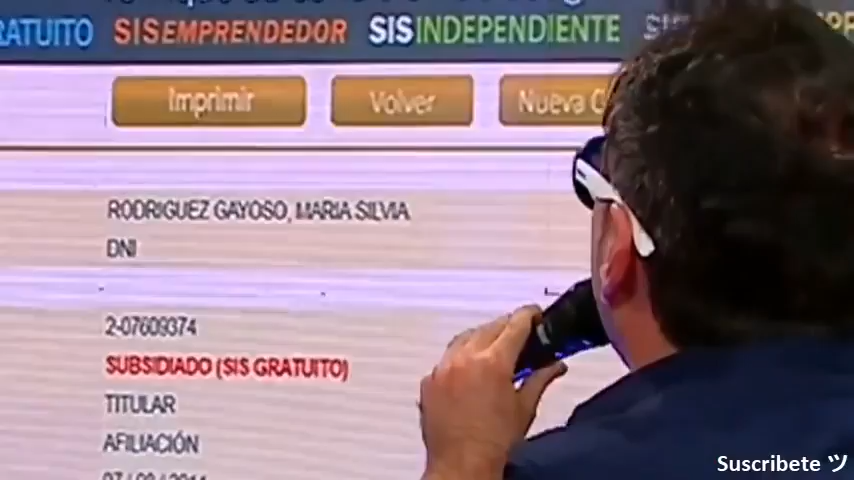 RATUITO SISEMPRENDEDOR SISINDEPENDIENTE
Imprimir Volver Nueva C
RODRIGUEZ GAYOSO, MARIA SILVIA
DNI
2-07609374
SUBSIDIADO (SIS GRATUITO)
TITULAR
AFILIACIÓN
Suscribete ツ